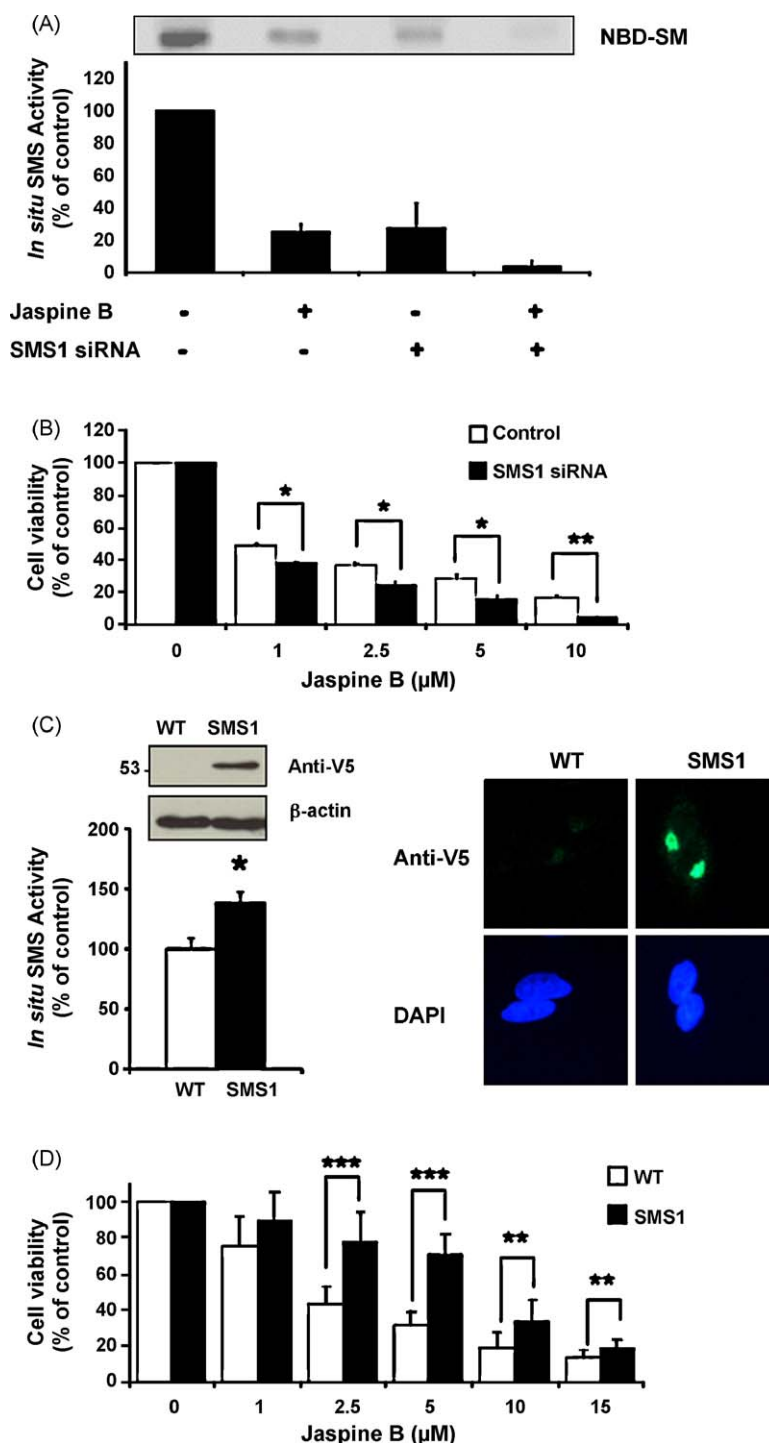 (A)
NBD-SM
120
100
80
60
40
20
0
In situ SMS Activity
(% of control)
Jaspine B - + - +
SMS1 siRNA - - + +
(B)
120
100
80
60
40
20
0
Cell viability
(% of control)
Control
SMS1 siRNA
* * * **
0 1 2.5 5 10
Jaspine B (µM)
(C)
WT SMS1
53
Anti-V5
β-actin
200
150
100
50
0
In situ SMS Activity
(% of control)
*
WT SMS1
WT SMS1
Anti-V5
DAPI
(D)
100
80
60
40
20
0
Cell viability
(% of control)
WT
SMS1
*** *** ** **
0 1 2.5 5 10 15
Jaspine B (µM)